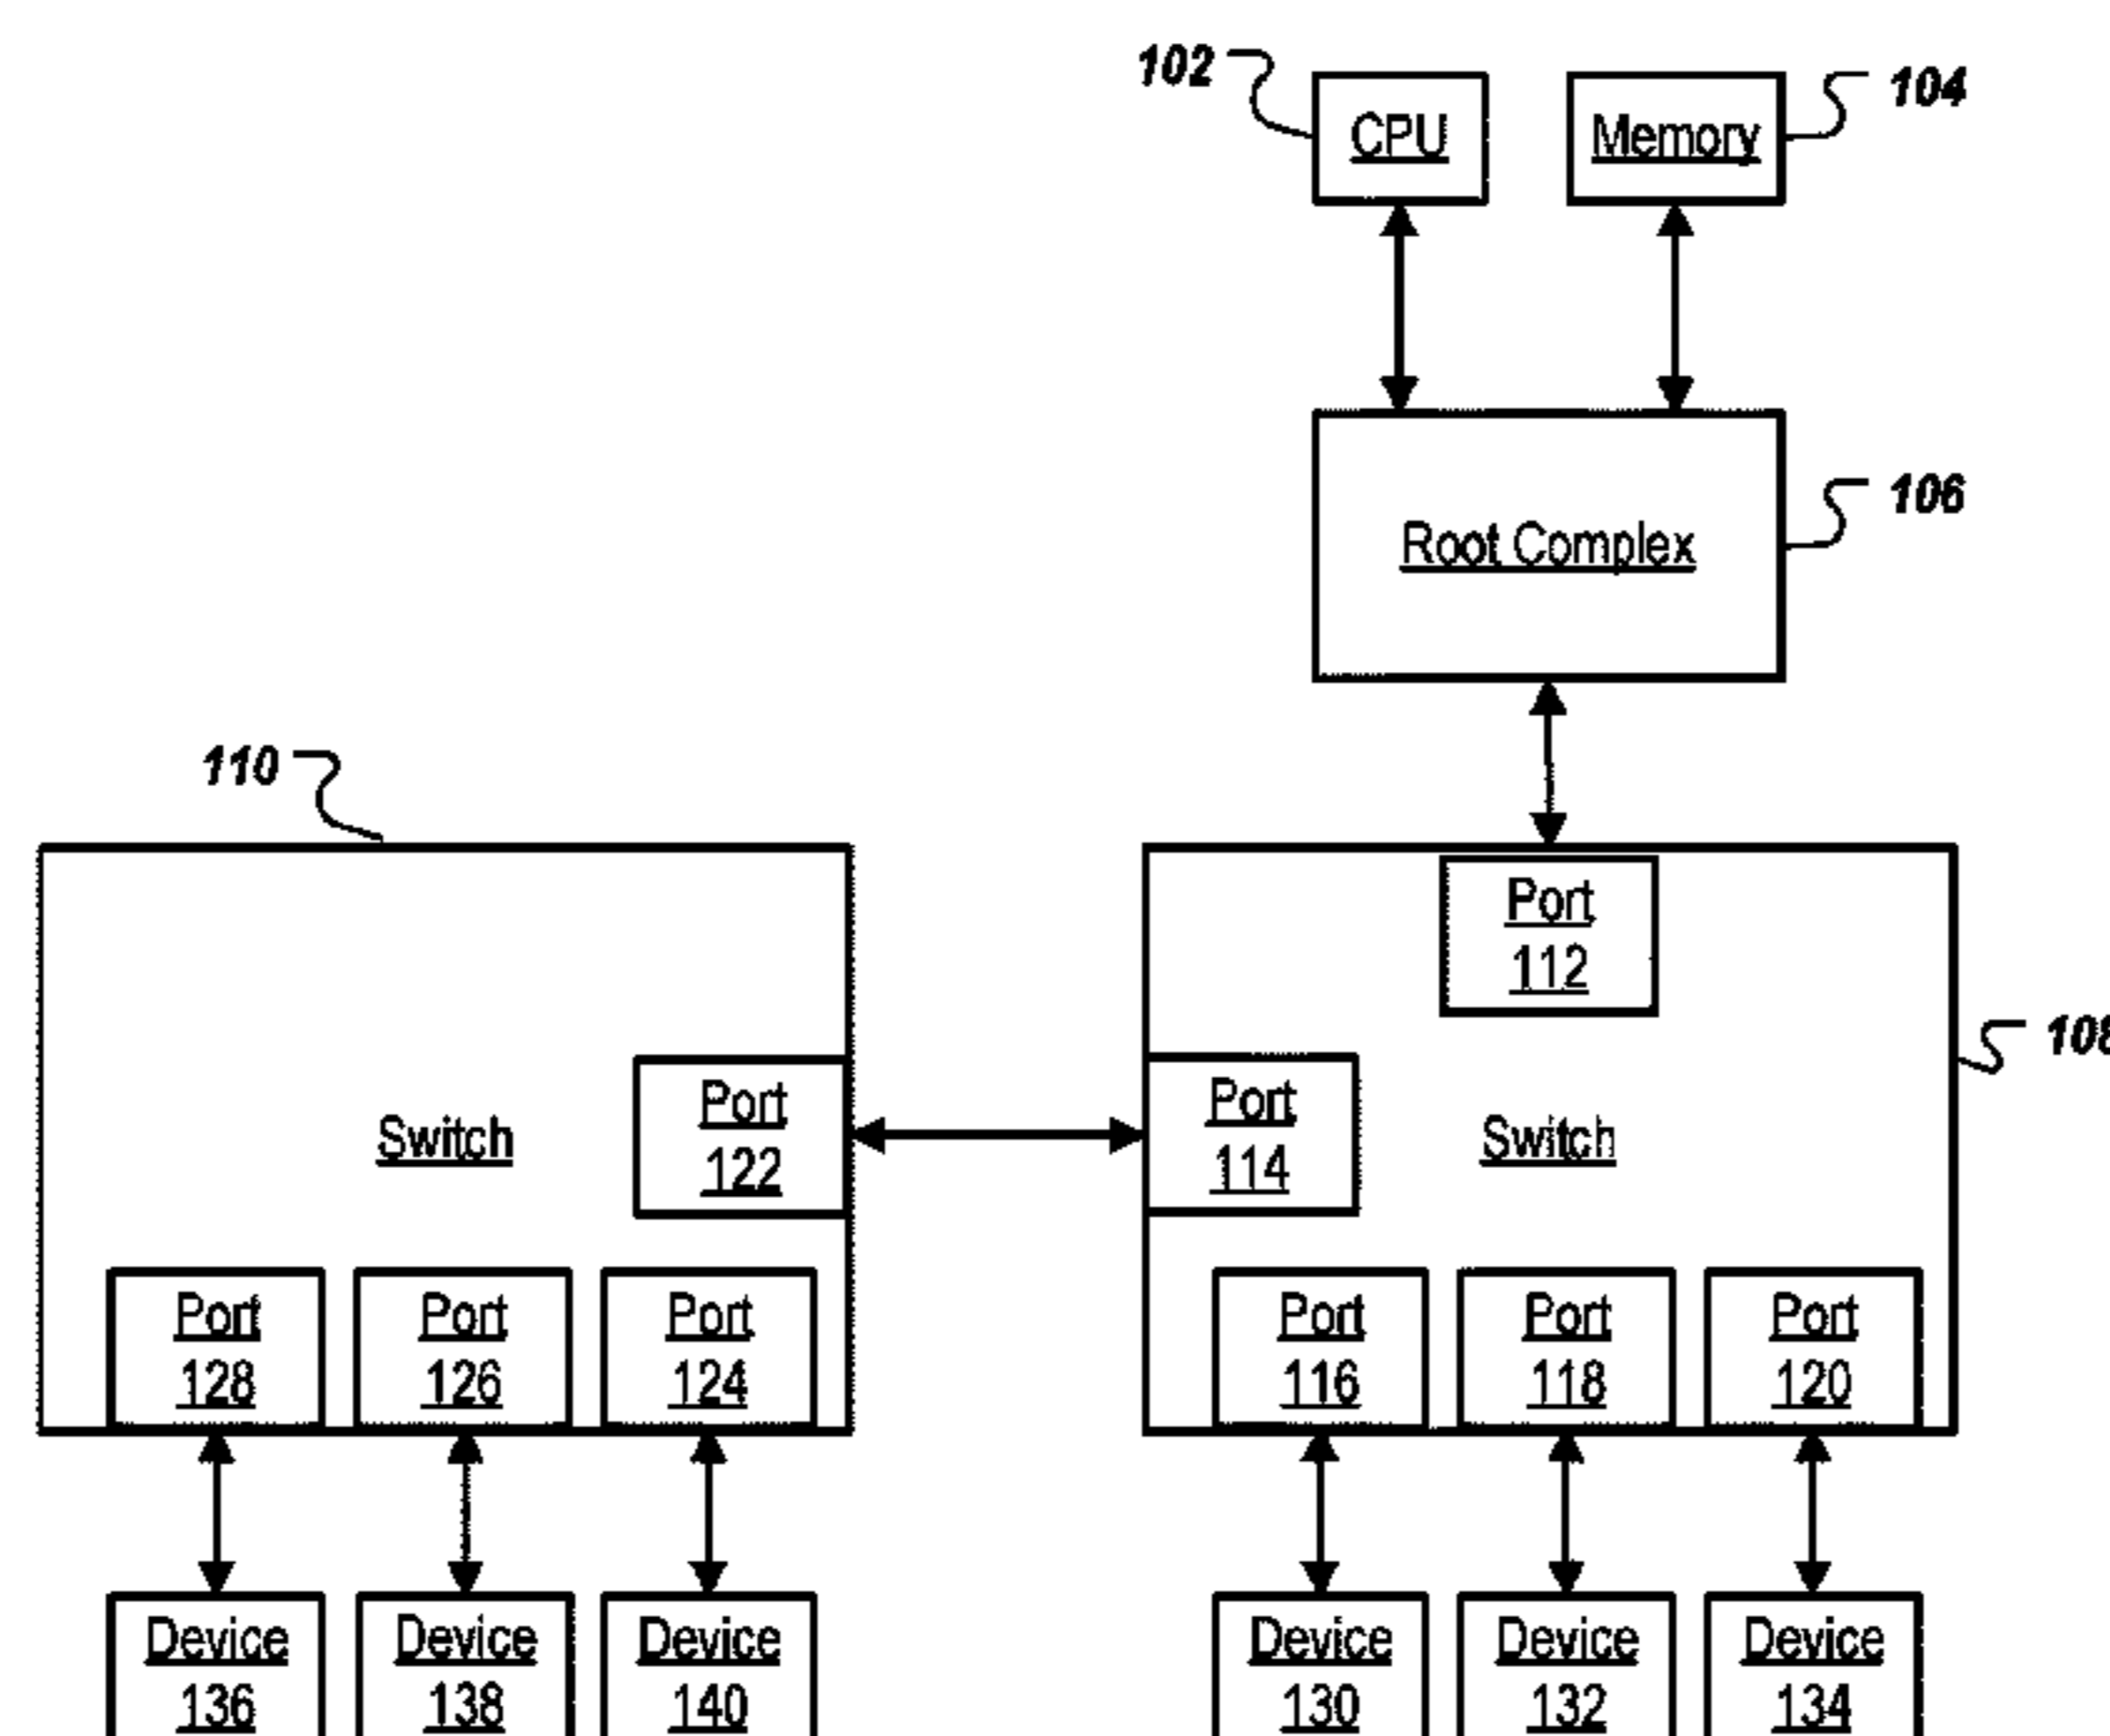 102
CPU
Memory
104
Root Complex
106
110
Port
112
108
Port
122
Port
114
Switch
Switch
Port
128
Port
126
Port
124
Port
116
Port
118
Port
120
Device
136
Device
138
Device
140
Device
130
Device
132
Device
134